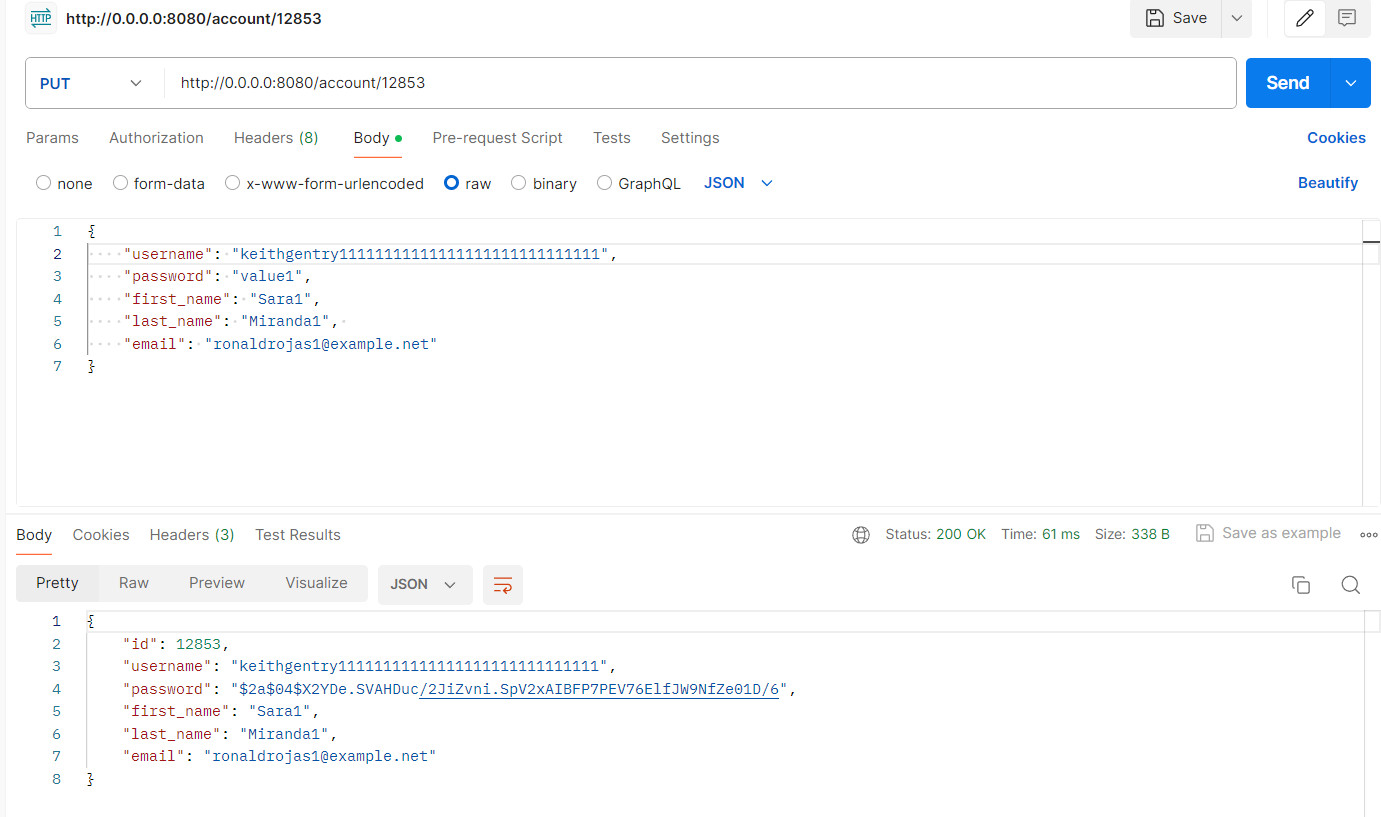 HTTP http://0.0.0.0:8080/account/12853 Save
PUT http://0.0.0.0:8080/account/12853 Send
Params Authorization Headers (8) Body Pre-request Script Tests Settings Cookies
none form-data x-www-form-urlencoded raw binary GraphQL JSON Beautify
1 {
2 "username": "keithgentry111111111111111111111111111111",
3 "password": "value1",
4 "first_name": "Sara1",
5 "last_name": "Miranda1",
6 "email": "ronaldrojas1@example.net"
7 }
Body Cookies Headers (3) Test Results Status: 200 OK Time: 61 ms Size: 338 B Save as example
Pretty Raw Preview Visualize JSON
1 {
2 "id": 12853,
3 "username": "keithgentry111111111111111111111111111111",
4 "password": "$2a$04$X2YDe.SVAHDuc/2JiZvni.SpV2xAIBFP7PEV76ElfJW9NfZe01D/6",
5 "first_name": "Sara1",
6 "last_name": "Miranda1",
7 "email": "ronaldrojas1@example.net"
8 }